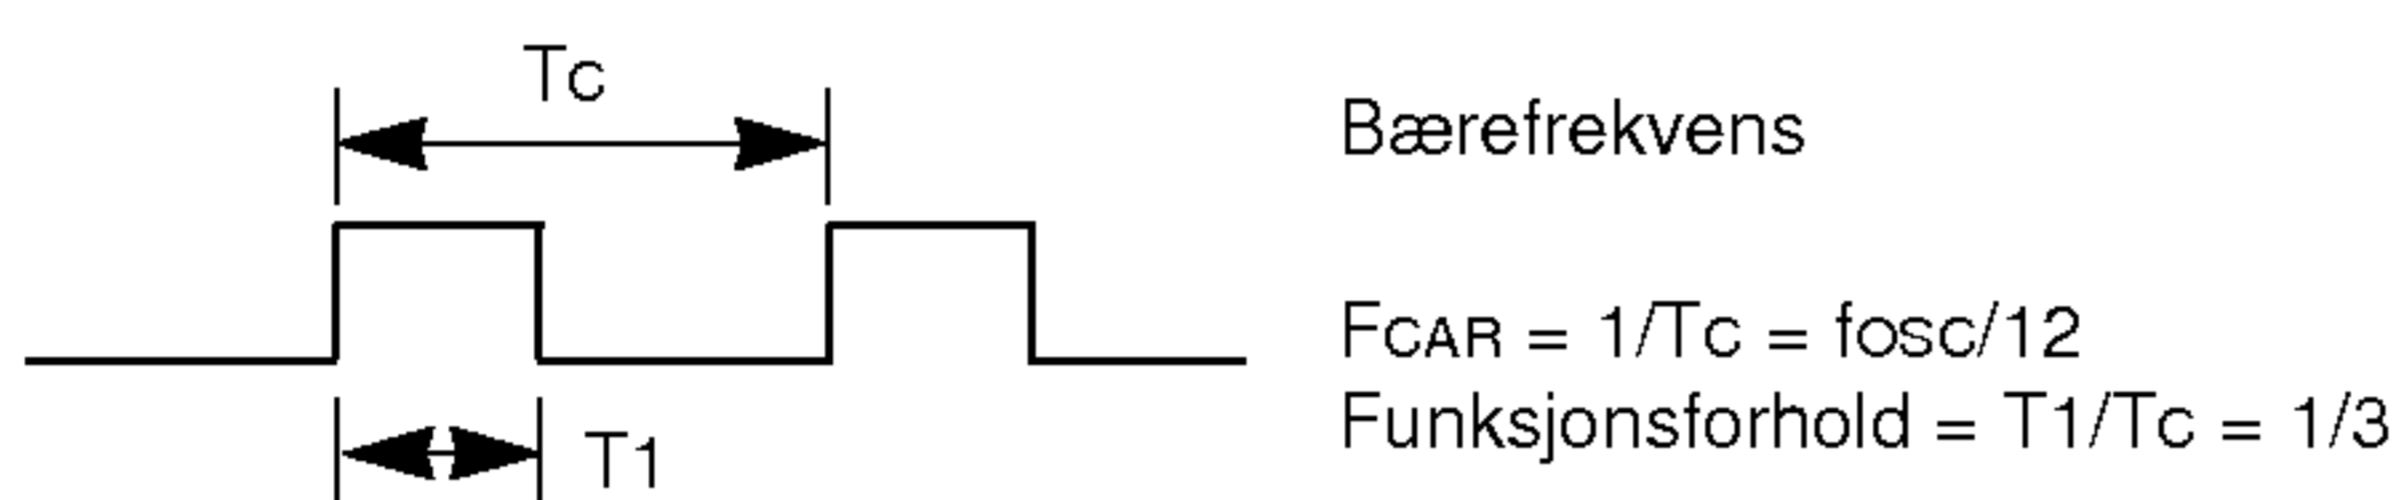 Tc
Bærefrekvens
FCAR = 1/Tc = fosc/12
Funksjonsforhold = T1/Tc = 1/3
T1